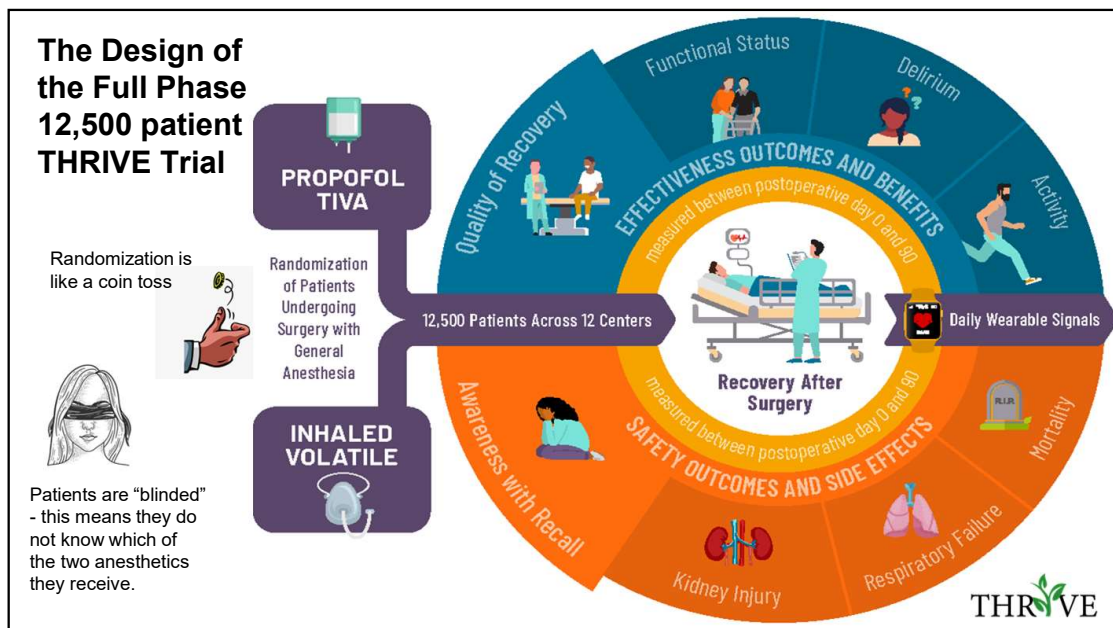 The Design of
the Full Phase
12,500 patient
THRIVE Trial
Randomization is
like a coin toss
Patients are “blinded”
- this means they do
not know which of
the two anesthetics
they receive.
PROPOFOL
TIVA
Randomization
of Patients
Undergoing
Surgery with
General
Anesthesia
INHALED
VOLATILE
12,500 Patients Across 12 Centers
Quality of Recovery
Functional Status
Delirium
Activity
EFFECTIVENESS OUTCOMES AND BENEFITS
measured between postoperative day 0 and 90
Recovery After
Surgery
Daily Wearable Signals
measured between postoperative day 0 and 90
SAFETY OUTCOMES AND SIDE EFFECTS
Awareness with Recall
Kidney Injury
Respiratory Failure
Mortality
R.I.P.
THRIVE